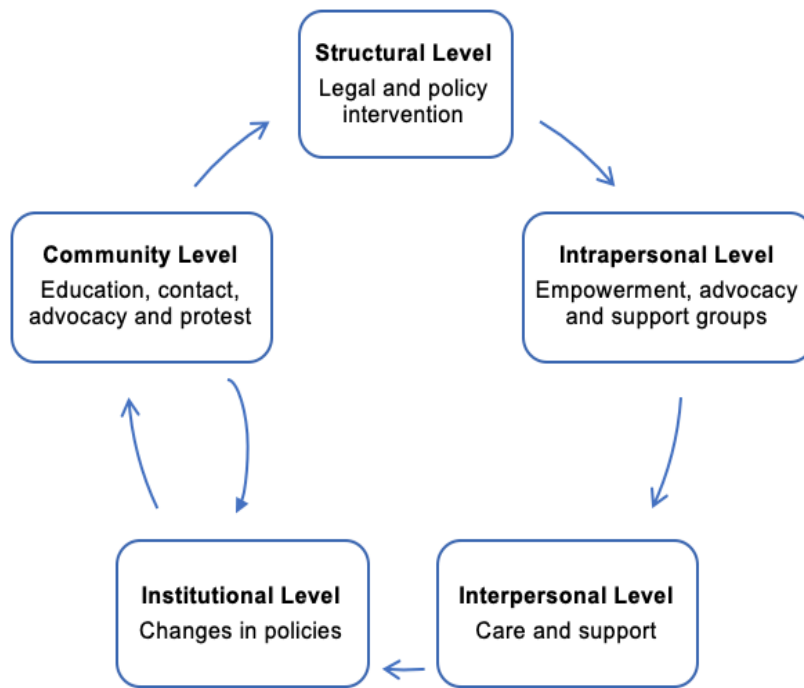 Structural Level
Legal and policy
intervention
Community Level
Education, contact,
advocacy and protest
Intrapersonal Level
Empowerment, advocacy
and support groups
Institutional Level
Changes in policies
Interpersonal Level
Care and support